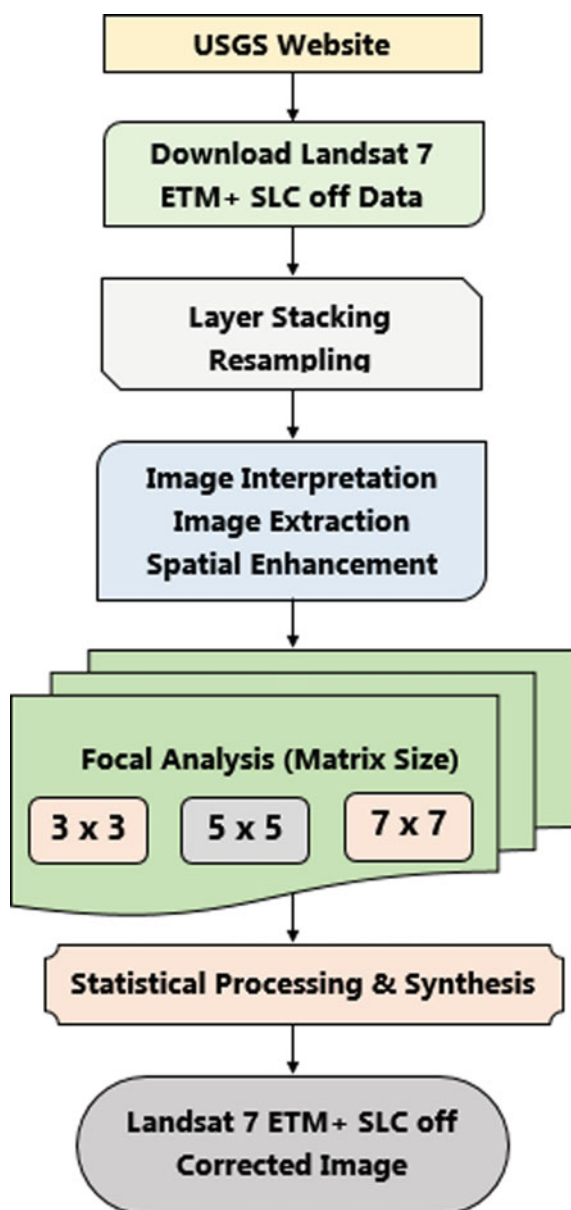 USGS Website
Download Landsat 7
ETM+ SLC off Data
Layer Stacking
Resampling
Image Interpretation
Image Extraction
Spatial Enhancement
Focal Analysis (Matrix Size)
3 x 3 5 x 5 7 x 7
Statistical Processing & Synthesis
Landsat 7 ETM+ SLC off
Corrected Image